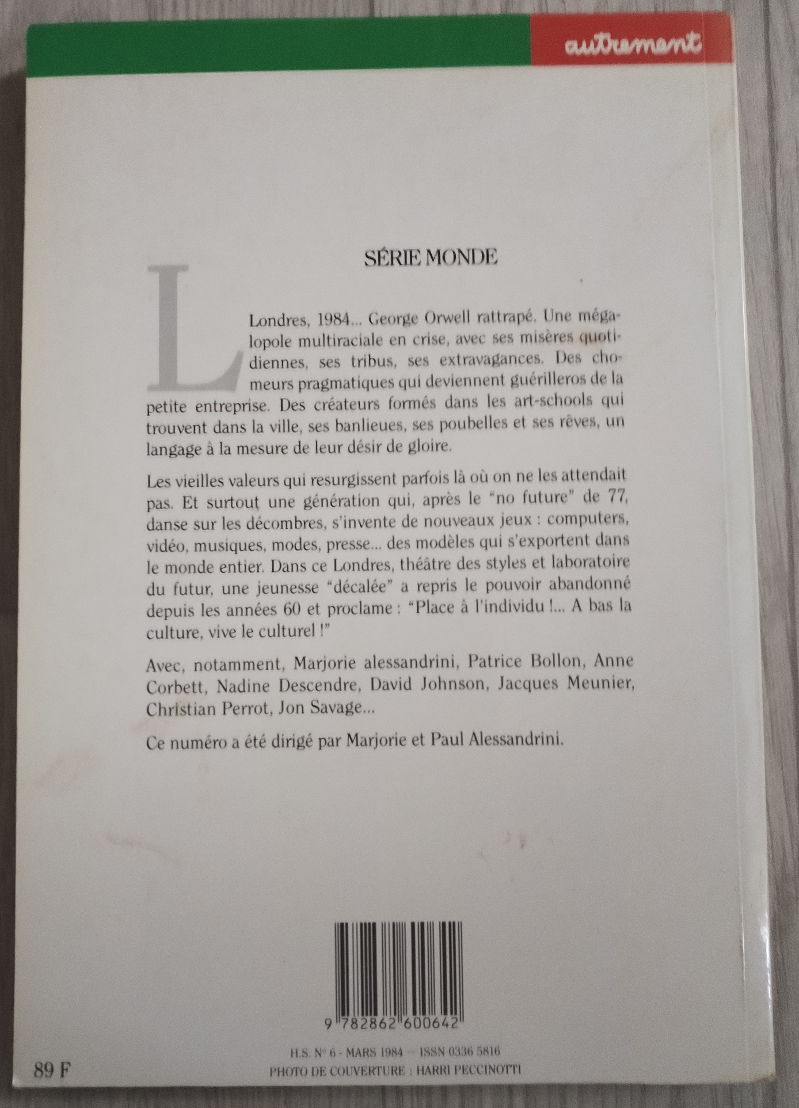 autrement
SÉRIE MONDE
Londres, 1984... George Orwell rattrapé. Une méga-
lopole multiraciale en crise, avec ses misères quoti-
diennes, ses tribus, ses extravagances. Des cho-
meurs pragmatiques qui deviennent guérilleros de la
petite entreprise. Des créateurs formés dans les art-schools qui
trouvent dans la ville, ses banlieues, ses poubelles et ses rêves, un
langage à la mesure de leur désir de gloire.
Les vieilles valeurs qui resurgissent parfois là où on ne les attendait
pas. Et surtout une génération qui, après le "no future" de 77,
danse sur les décombres, s'invente de nouveaux jeux : computers,
vidéo, musiques, modes, presse... des modèles qui s'exportent dans
le monde entier. Dans ce Londres, théâtre des styles et laboratoire
du futur, une jeunesse "décalée" a repris le pouvoir abandonné
depuis les années 60 et proclame : "Place à l'individu !... A bas la
culture, vive le culturel !"
Avec, notamment, Marjorie alessandrini, Patrice Bollon, Anne
Corbett, Nadine Descendre, David Johnson, Jacques Meunier,
Christian Perrot, Jon Savage...
Ce numéro a été dirigé par Marjorie et Paul Alessandrini.
9 782862 600642
H.S. N° 6 - MARS 1984 — ISSN 0336 5816
89 F PHOTO DE COUVERTURE : HARRI PECCINOTTI